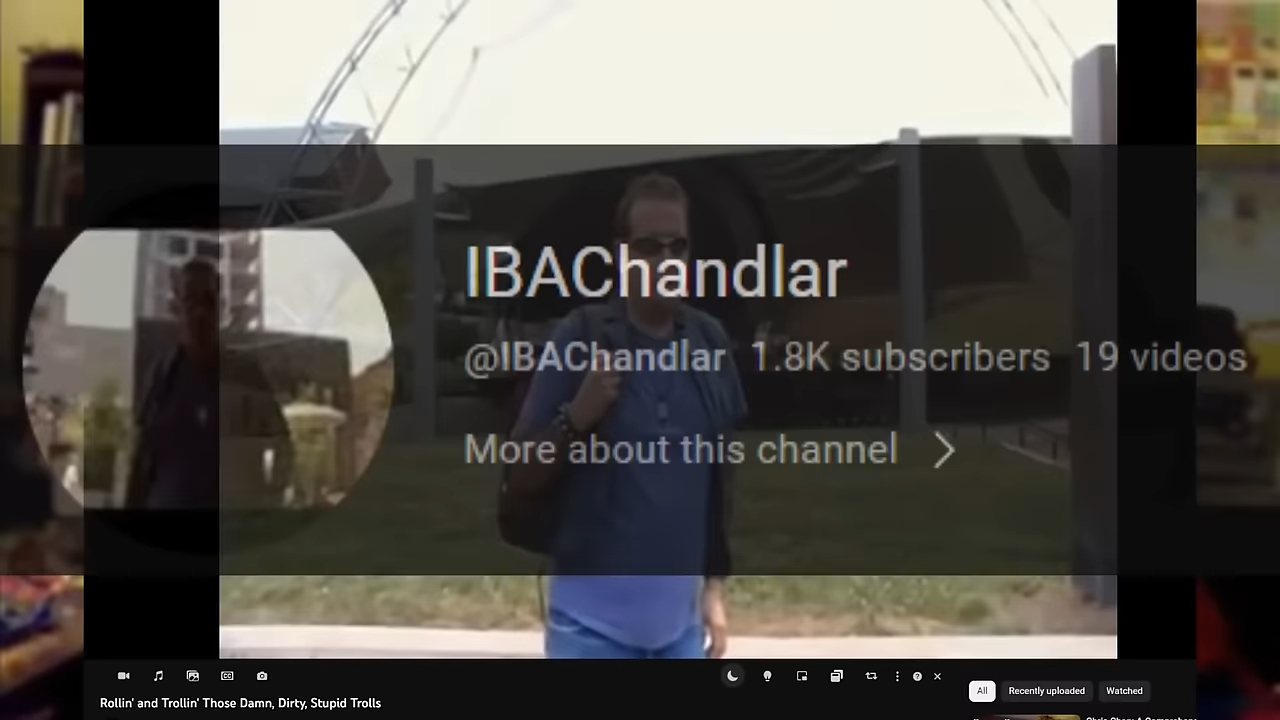 IBAChandlar
@IBAChandlar 1.8K subscribers 19 videos
More about this channel
Rollin' and Trollin' Those Damn, Dirty, Stupid Trolls
All Recently uploaded Watched